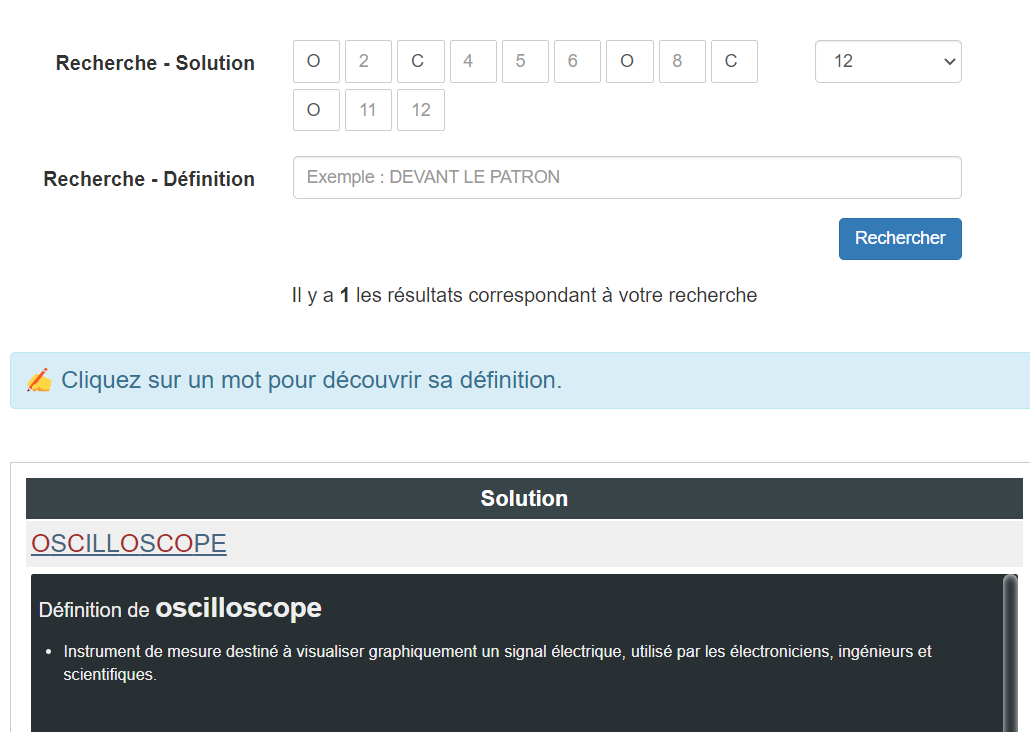 Recherche - Solution O 2 C 4 5 6 O 8 C 12
O 11 12
Recherche - Définition Exemple : DEVANT LE PATRON
Rechercher
Il y a 1 les résultats correspondant à votre recherche
✍ Cliquez sur un mot pour découvrir sa définition.
Solution
OSCILLOSCOPE
Définition de oscilloscope
• Instrument de mesure destiné à visualiser graphiquement un signal électrique, utilisé par les électroniciens, ingénieurs et
scientifiques.